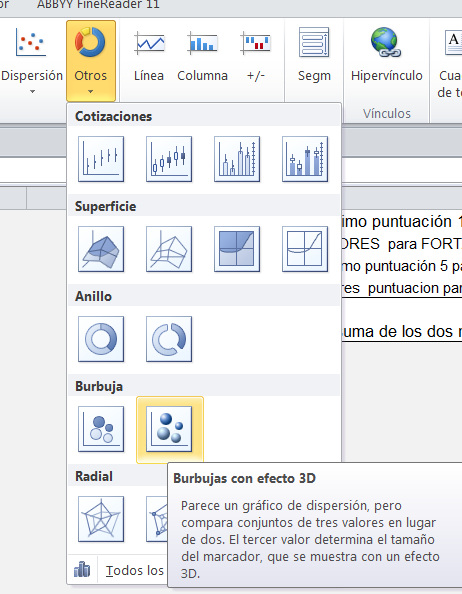 or ABBYY FineReader 11
Dispersión Otros Línea Columna +/- Segm Hipervínculo Cua
de te
Vínculos
Cotizaciones
Superficie
imo puntuación 1
ORES para FORT
mo puntuación 5 pa
res puntuacion par
Anillo
suma de los dos m
Burbuja
Radial
Burbujas con efecto 3D
Parece un gráfico de dispersión, pero
compara conjuntos de tres valores en lugar
de dos. El tercer valor determina el tamaño
del marcador, que se muestra con un efecto
3D.
Todos los